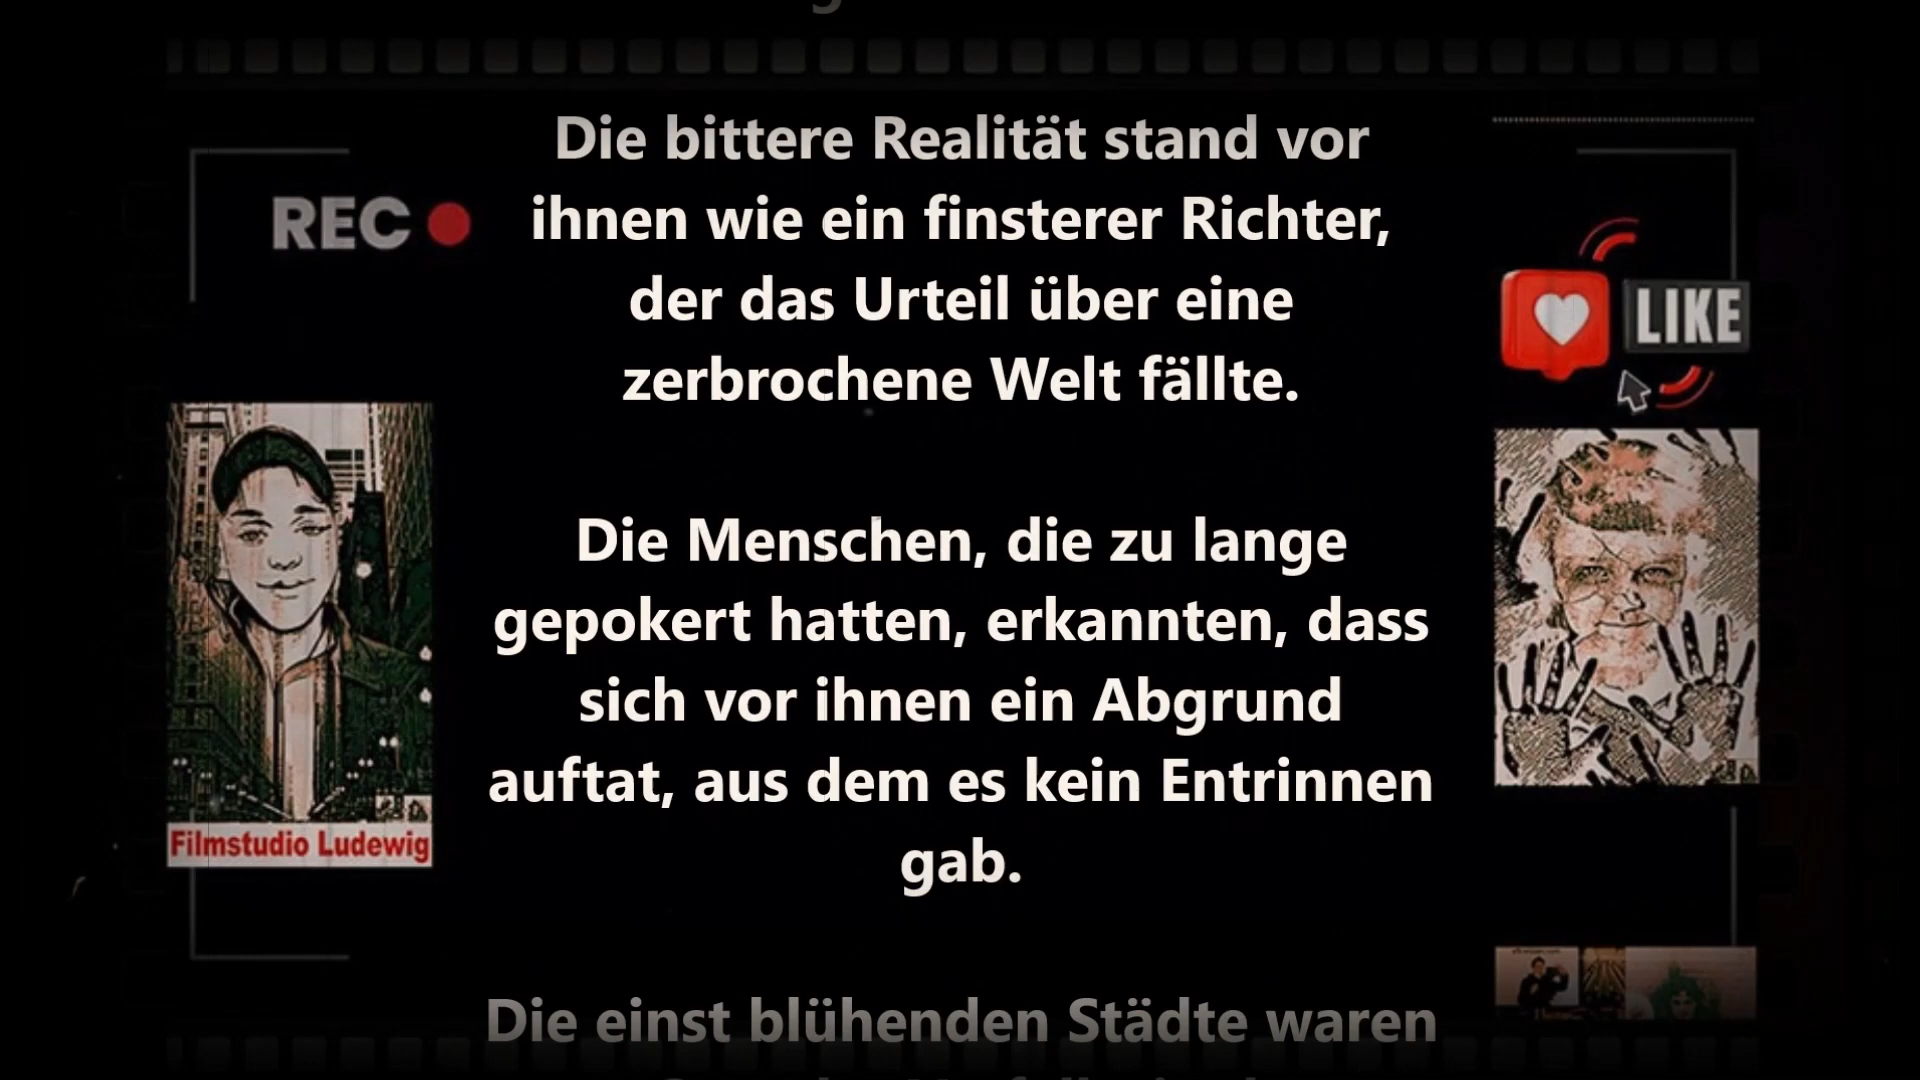 Die bittere Realität stand vor
ihnen wie ein finsterer Richter,
der das Urteil über eine
zerbrochene Welt fällte.
Die Menschen, die zu lange
gepokert hatten, erkannten, dass
sich vor ihnen ein Abgrund
auftat, aus dem es kein Entrinnen
gab.
Die einst blühenden Städte waren
REC
LIKE
Filmstudio Ludewig